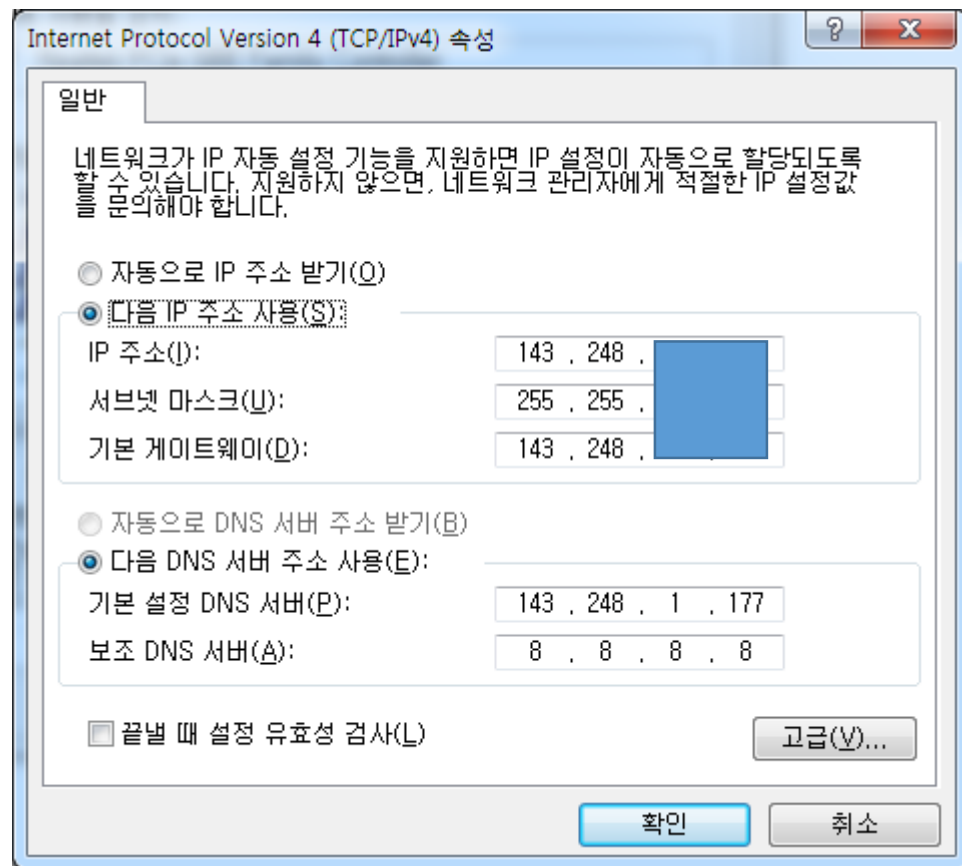 Internet Protocol Version 4 (TCP/IPv4) 속성
일반
네트워크가 IP 자동 설정 기능을 지원하면 IP 설정이 자동으로 할당되도록
할 수 있습니다. 지원하지 않으면, 네트워크 관리자에게 적절한 IP 설정값
을 문의해야 합니다.
자동으로 IP 주소 받기(O)
다음 IP 주소 사용(S):
IP 주소(I): 143 . 248 .
서브넷 마스크(U): 255 . 255 .
기본 게이트웨이(D): 143 . 248 .
자동으로 DNS 서버 주소 받기(B)
다음 DNS 서버 주소 사용(E):
기본 설정 DNS 서버(P): 143 . 248 . 1 . 177
보조 DNS 서버(A): 8 . 8 . 8 . 8
끝낼 때 설정 유효성 검사(L)
고급(V)...
확인 취소